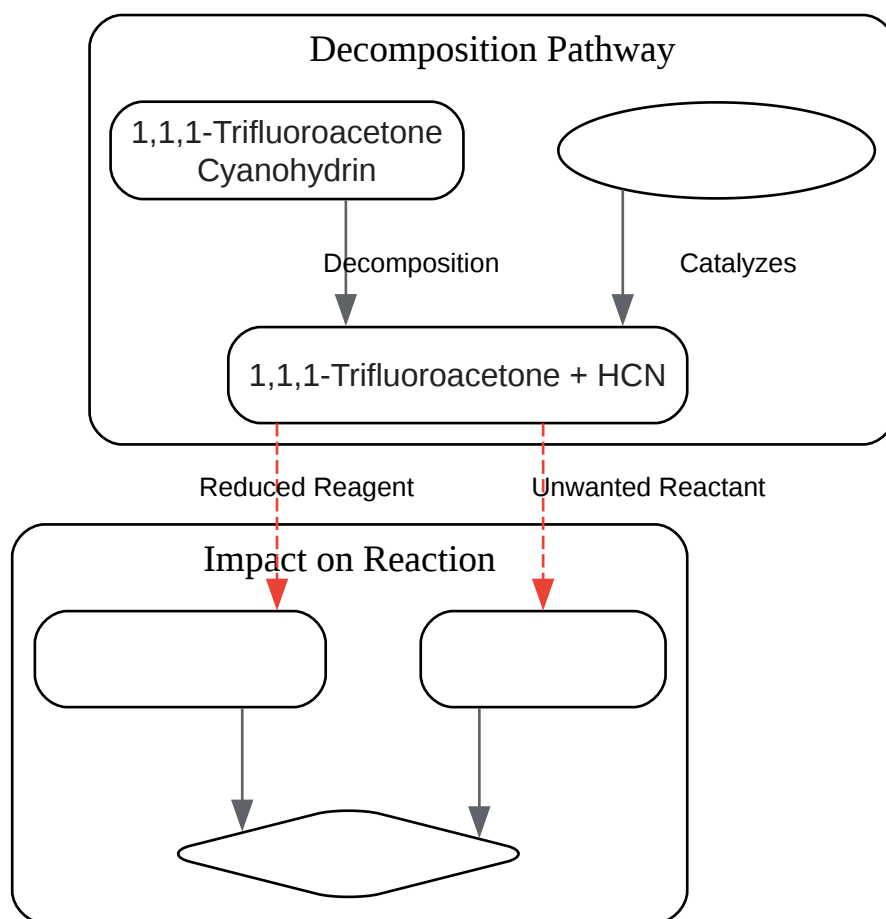 Decomposition Pathway
1,1,1-Trifluoroacetone
Cyanohydrin
Decomposition
Catalyzes
1,1,1-Trifluoroacetone + HCN
Reduced Reagent
Unwanted Reactant
Impact on Reaction